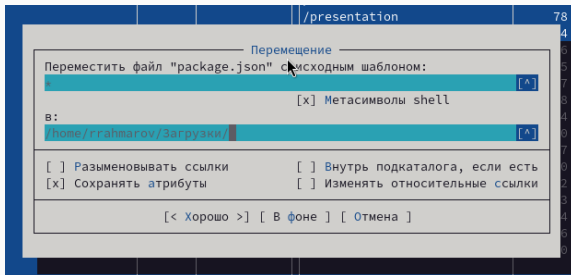 /presentation 78
4
Перемещение
Переместить файл "package.json" с исходным шаблоном:
* [^]
[x] Метасимволы shell
в:
/home/rrahmarov/Загрузки/ [^]
[ ] Разыменовывать ссылки [ ] Внутрь подкаталога, если есть
[x] Сохранять атрибуты [ ] Изменять относительные ссылки
[< Хорошо >] [ В фоне ] [ Отмена ]